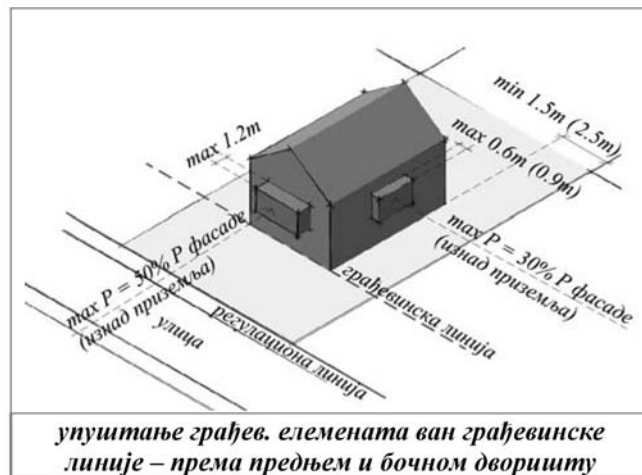 max 1.2m
min 1.5m (2.5m)
max 0.6m (0.9m)
max P = 50% P фасаде
(изнад приземља)
max P = 30% P фасаде
(изнад приземља)
улица
регулациона линија
грађевинска линија
упуштање грађев. елемената ван грађевинске
линије – према предњем и бочном дворишту